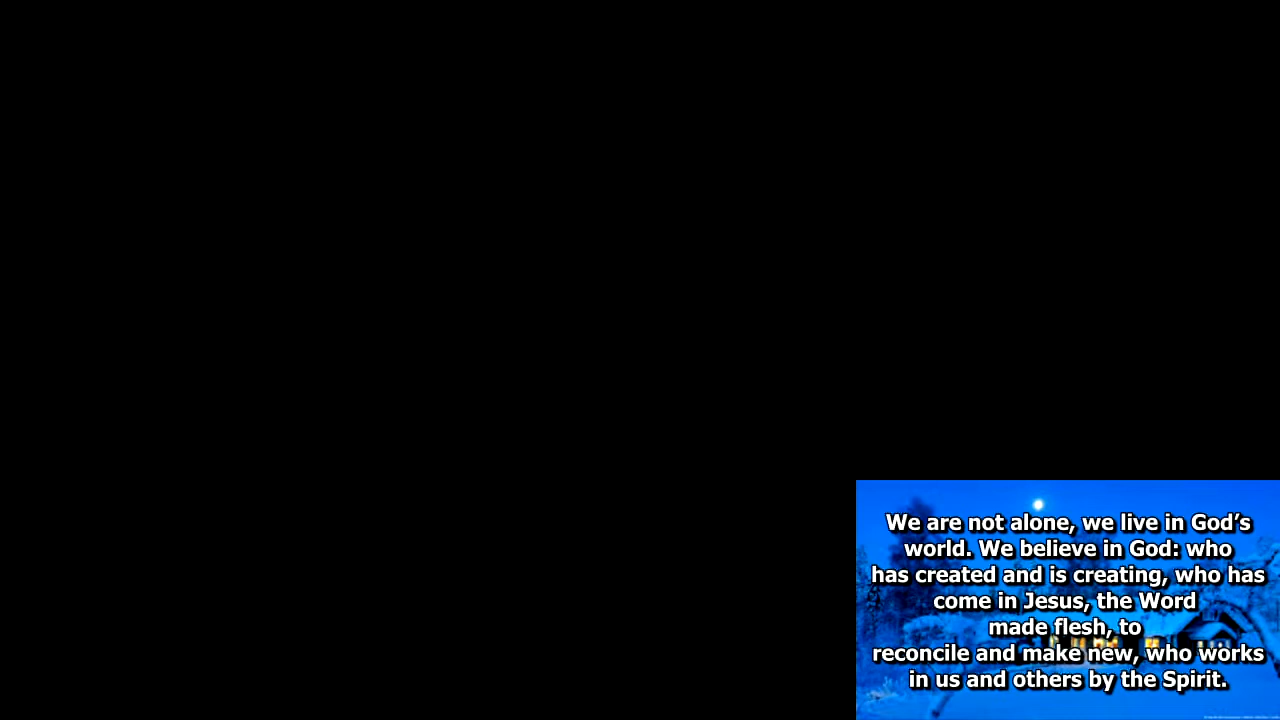 We are not alone, we live in God’s
world. We believe in God: who
has created and is creating, who has
come in Jesus, the Word
made flesh, to
reconcile and make new, who works
in us and others by the Spirit.